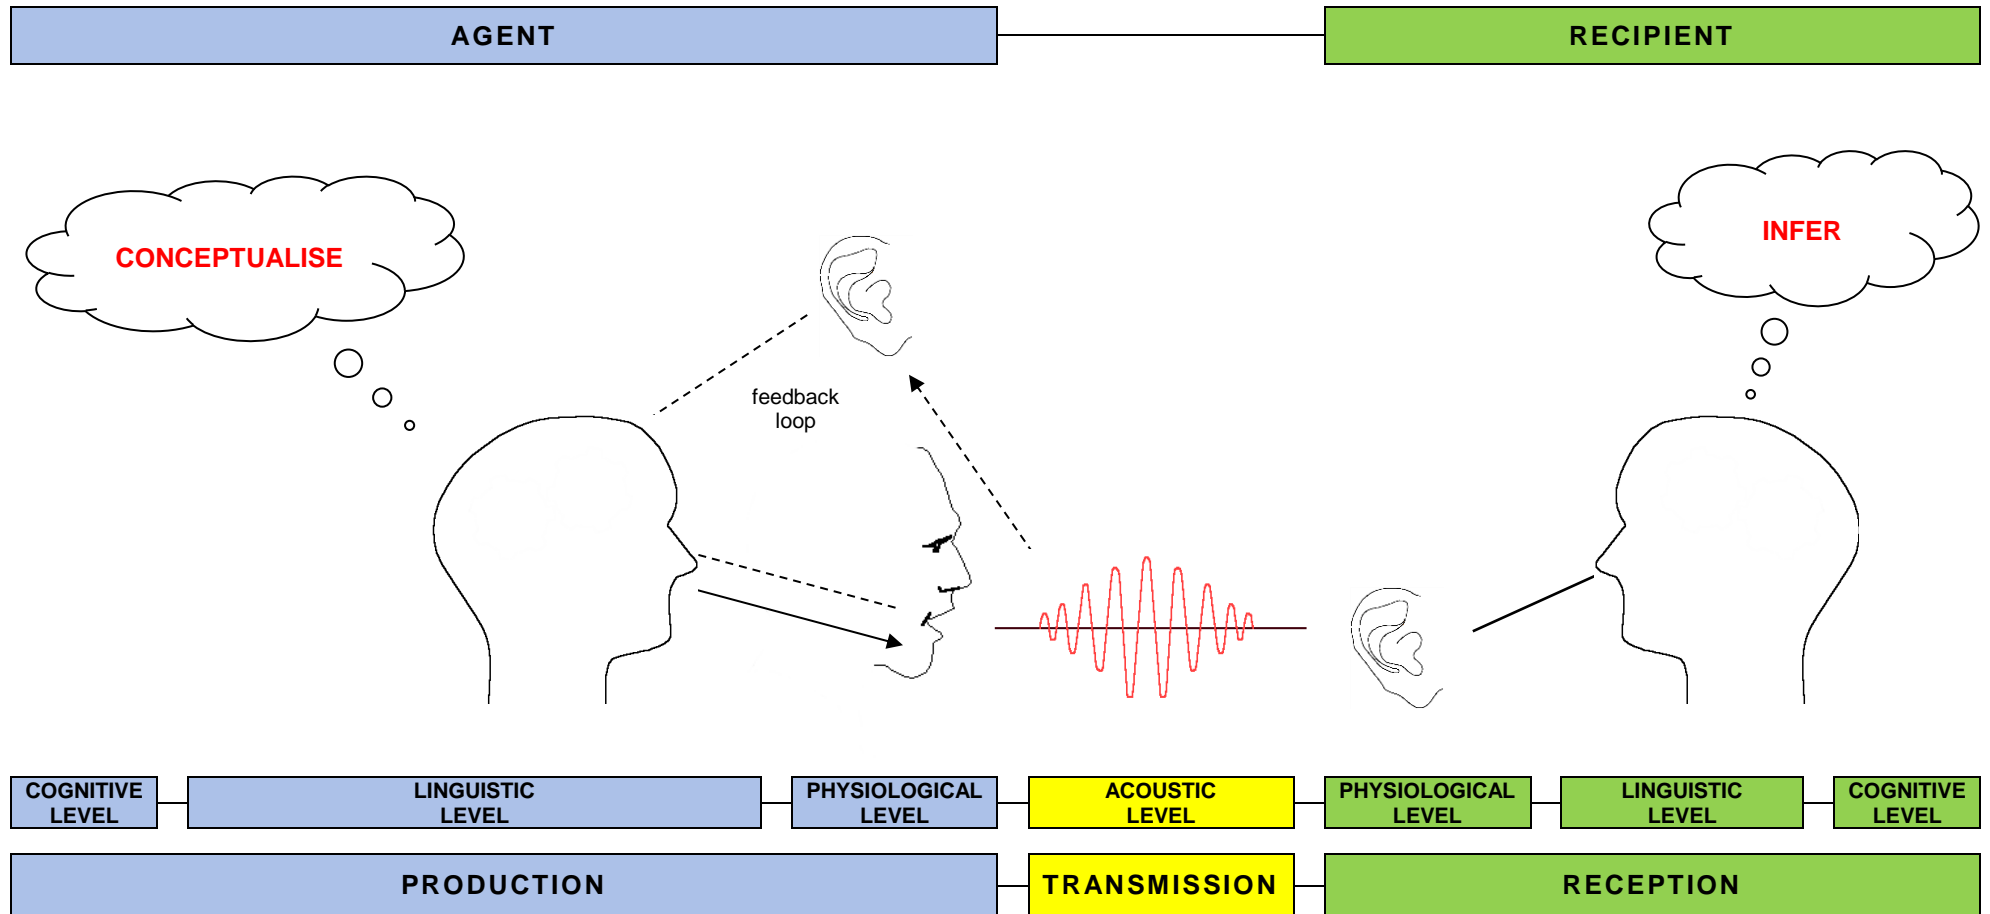 AGENT
RECIPIENT
CONCEPTUALISE
INFER
feedback
loop
COGNITIVE
LEVEL
LINGUISTIC
LEVEL
PHYSIOLOGICAL
LEVEL
ACOUSTIC
LEVEL
PHYSIOLOGICAL
LEVEL
LINGUISTIC
LEVEL
COGNITIVE
LEVEL
PRODUCTION
TRANSMISSION
RECEPTION